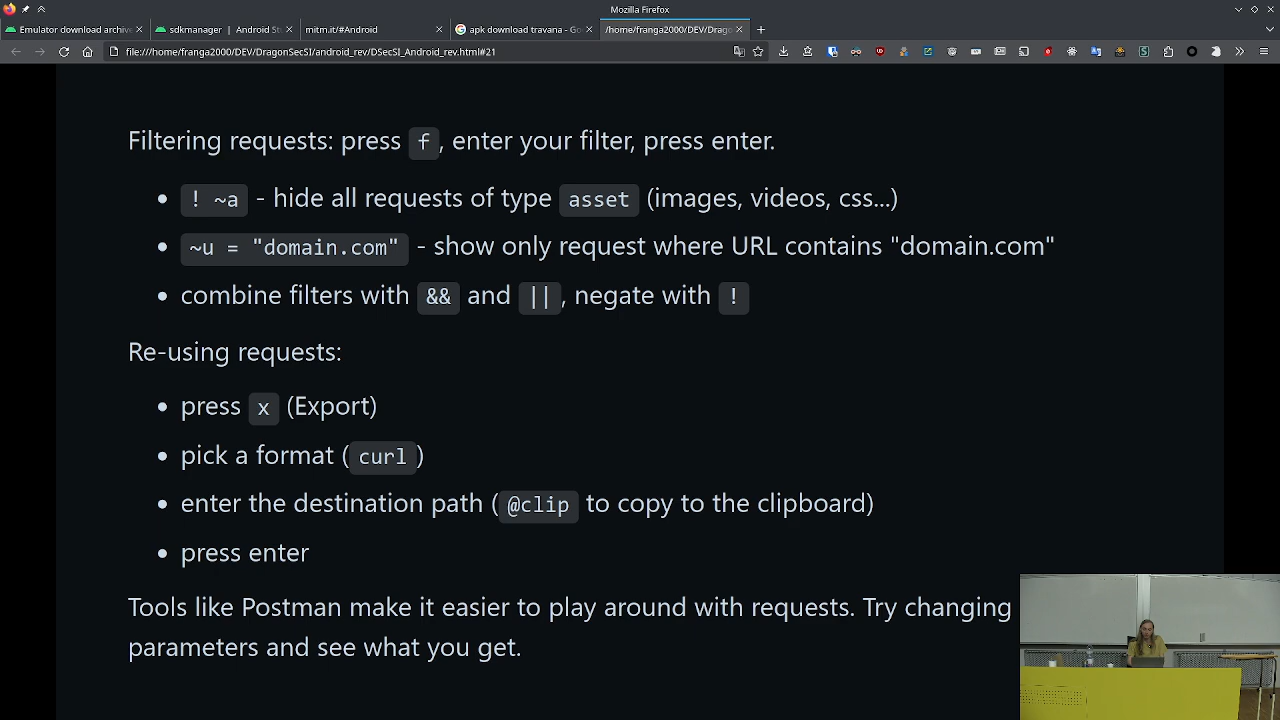 Mozilla Firefox
Emulator download archive
sdkmanager | Android St
mitm.it/#Android
apk download travana - Go
/home/franga2000/DEV/Drago
file:///home/franga2000/DEV/DragonSecSI/android_rev/DSecSI_Android_rev.html#21
Filtering requests: press f, enter your filter, press enter.
! ~a - hide all requests of type asset (images, videos, css...)
~u = "domain.com" - show only request where URL contains "domain.com"
combine filters with && and ||, negate with !
Re-using requests:
press x (Export)
pick a format (curl)
enter the destination path (@clip to copy to the clipboard)
press enter
Tools like Postman make it easier to play around with requests. Try changing
parameters and see what you get.